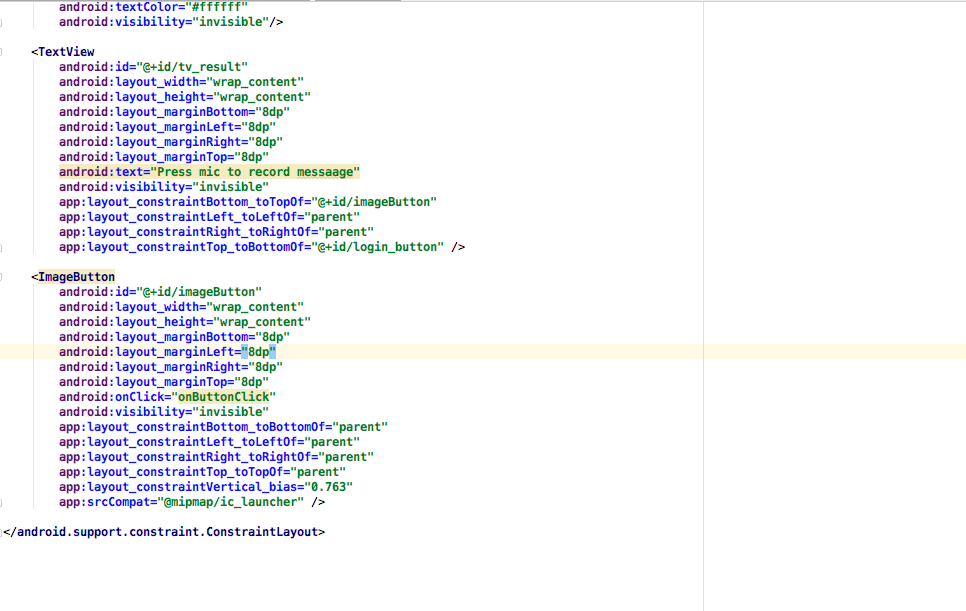 android:textColor="#ffffff"
android:visibility="invisible"/>
<TextView
android:id="@+id/tv_result"
android:layout_width="wrap_content"
android:layout_height="wrap_content"
android:layout_marginBottom="8dp"
android:layout_marginLeft="8dp"
android:layout_marginRight="8dp"
android:layout_marginTop="8dp"
android:text="Press mic to record messaage"
android:visibility="invisible"
app:layout_constraintBottom_toTopOf="@+id/imageButton"
app:layout_constraintLeft_toLeftOf="parent"
app:layout_constraintRight_toRightOf="parent"
app:layout_constraintTop_toBottomOf="@+id/login_button" />
<ImageButton
android:id="@+id/imageButton"
android:layout_width="wrap_content"
android:layout_height="wrap_content"
android:layout_marginBottom="8dp"
android:layout_marginLeft="8dp"
android:layout_marginRight="8dp"
android:layout_marginTop="8dp"
android:onClick="onButtonClick"
android:visibility="invisible"
app:layout_constraintBottom_toBottomOf="parent"
app:layout_constraintLeft_toLeftOf="parent"
app:layout_constraintRight_toRightOf="parent"
app:layout_constraintTop_toTopOf="parent"
app:layout_constraintVertical_bias="0.763"
app:srcCompat="@mipmap/ic_launcher" />
</android.support.constraint.ConstraintLayout>